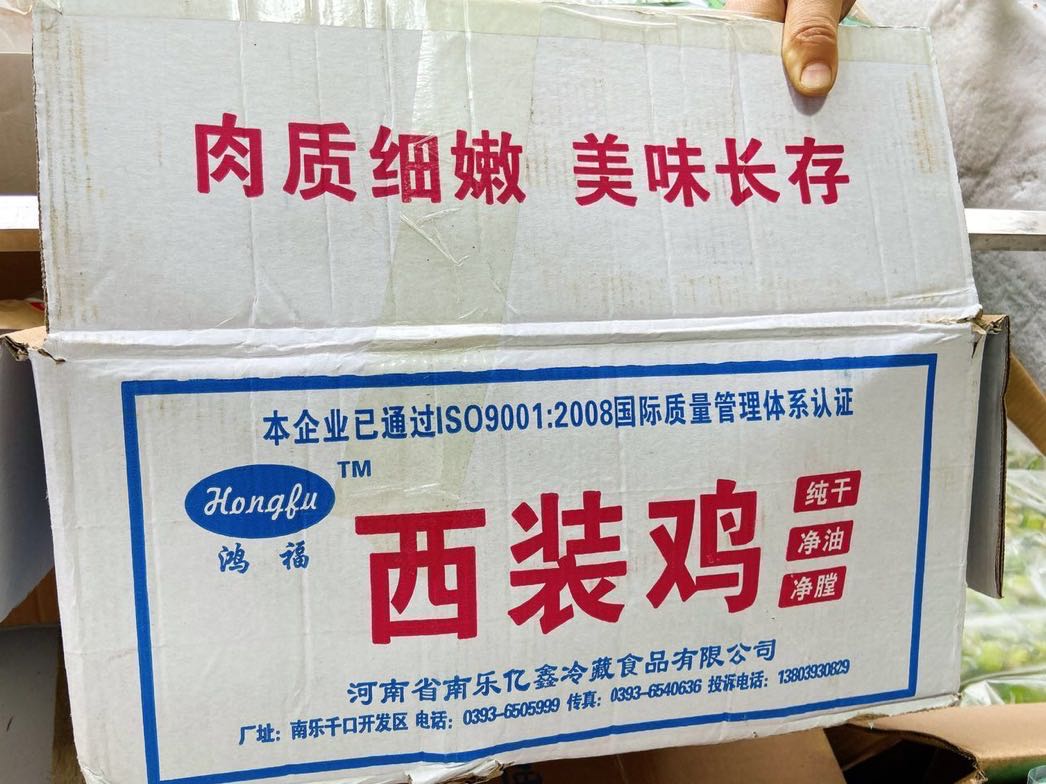 肉质细嫩 美味长存
本企业已通过ISO9001:2008国际质量管理体系认证
Hongfu TM
鸿福
西装鸡
纯干
净油
净膛
河南省南乐亿鑫冷藏食品有限公司
厂址：南乐千口开发区 电话：0393-6505999 传真：0393-6540636 投诉电话：13803930629